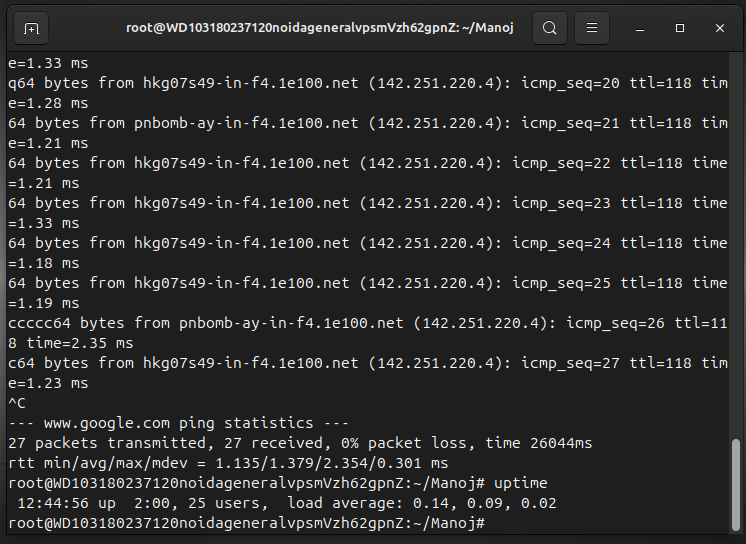 root@WD103180237120noidageneralvpsmVzh62gpnZ: ~/Manoj
e=1.33 ms
q64 bytes from hkg07s49-in-f4.1e100.net (142.251.220.4): icmp_seq=20 ttl=118 tim
e=1.28 ms
64 bytes from pnbomb-ay-in-f4.1e100.net (142.251.220.4): icmp_seq=21 ttl=118 tim
e=1.21 ms
64 bytes from hkg07s49-in-f4.1e100.net (142.251.220.4): icmp_seq=22 ttl=118 time
=1.21 ms
64 bytes from hkg07s49-in-f4.1e100.net (142.251.220.4): icmp_seq=23 ttl=118 time
=1.33 ms
64 bytes from hkg07s49-in-f4.1e100.net (142.251.220.4): icmp_seq=24 ttl=118 time
=1.18 ms
64 bytes from hkg07s49-in-f4.1e100.net (142.251.220.4): icmp_seq=25 ttl=118 time
=1.19 ms
ccccc64 bytes from pnbomb-ay-in-f4.1e100.net (142.251.220.4): icmp_seq=26 ttl=11
8 time=2.35 ms
c64 bytes from hkg07s49-in-f4.1e100.net (142.251.220.4): icmp_seq=27 ttl=118 tim
e=1.23 ms
^C
--- www.google.com ping statistics ---
27 packets transmitted, 27 received, 0% packet loss, time 26044ms
rtt min/avg/max/mdev = 1.135/1.379/2.354/0.301 ms
root@WD103180237120noidageneralvpsmVzh62gpnZ:~/Manoj# uptime
 12:44:56 up  2:00, 25 users,  load average: 0.14, 0.09, 0.02
root@WD103180237120noidageneralvpsmVzh62gpnZ:~/Manoj#